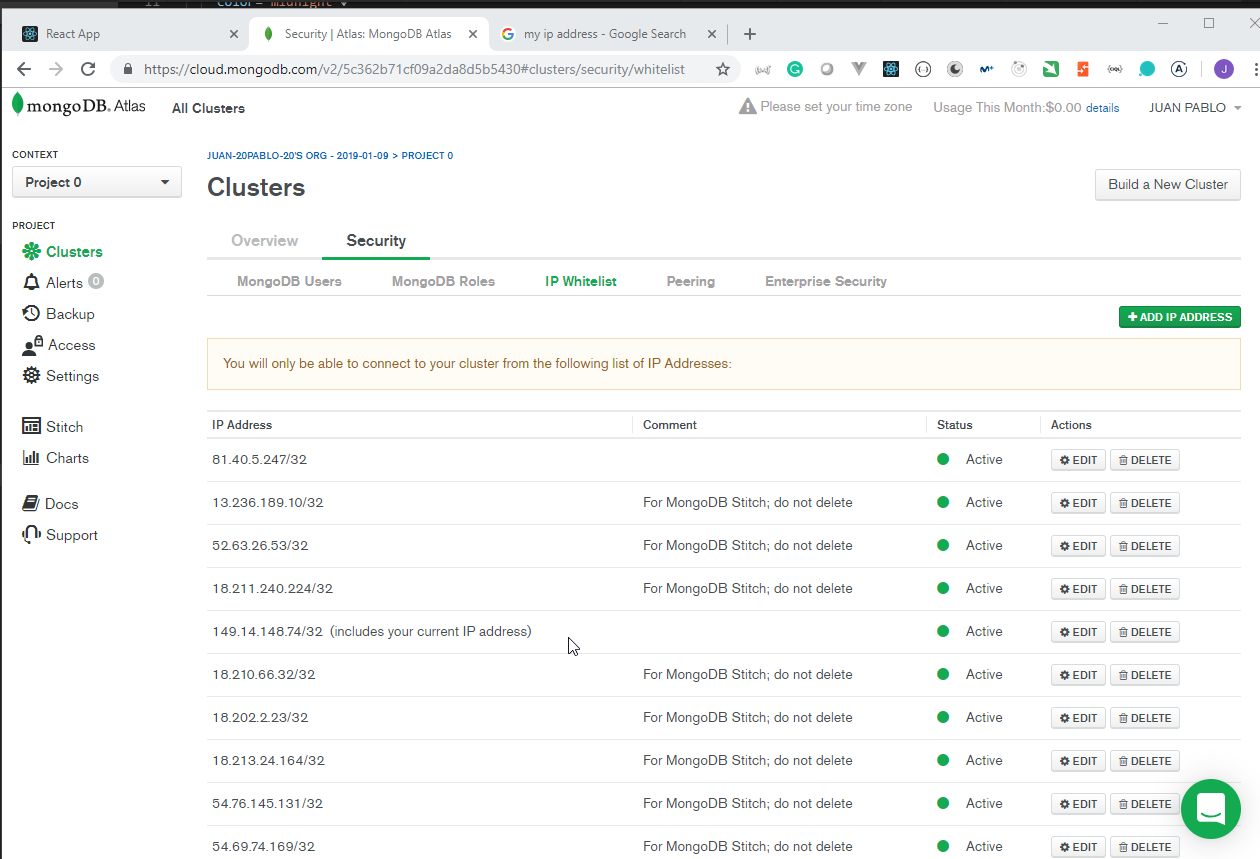 11 color= midnight
React App
Security | Atlas: MongoDB Atlas
my ip address - Google Search
https://cloud.mongodb.com/v2/5c362b71cf09a2da8d5b5430#clusters/security/whitelist
J
mongoDB. Atlas
All Clusters
Please set your time zone
Usage This Month:$0.00 details
JUAN PABLO
CONTEXT
Project 0
PROJECT
Clusters
Alerts 0
Backup
Access
Settings
Stitch
Charts
Docs
Support
JUAN-20PABLO-20'S ORG - 2019-01-09 > PROJECT 0
Clusters
Build a New Cluster
Overview Security
MongoDB Users MongoDB Roles IP Whitelist Peering Enterprise Security
+ ADD IP ADDRESS
You will only be able to connect to your cluster from the following list of IP Addresses:
IP Address Comment Status Actions
81.40.5.247/32 Active EDIT DELETE
13.236.189.10/32 For MongoDB Stitch; do not delete Active EDIT DELETE
52.63.26.53/32 For MongoDB Stitch; do not delete Active EDIT DELETE
18.211.240.224/32 For MongoDB Stitch; do not delete Active EDIT DELETE
149.14.148.74/32 (includes your current IP address) Active EDIT DELETE
18.210.66.32/32 For MongoDB Stitch; do not delete Active EDIT DELETE
18.202.2.23/32 For MongoDB Stitch; do not delete Active EDIT DELETE
18.213.24.164/32 For MongoDB Stitch; do not delete Active EDIT DELETE
54.76.145.131/32 For MongoDB Stitch; do not delete Active EDIT DELETE
54.69.74.169/32 For MongoDB Stitch; do not delete Active EDIT DELETE